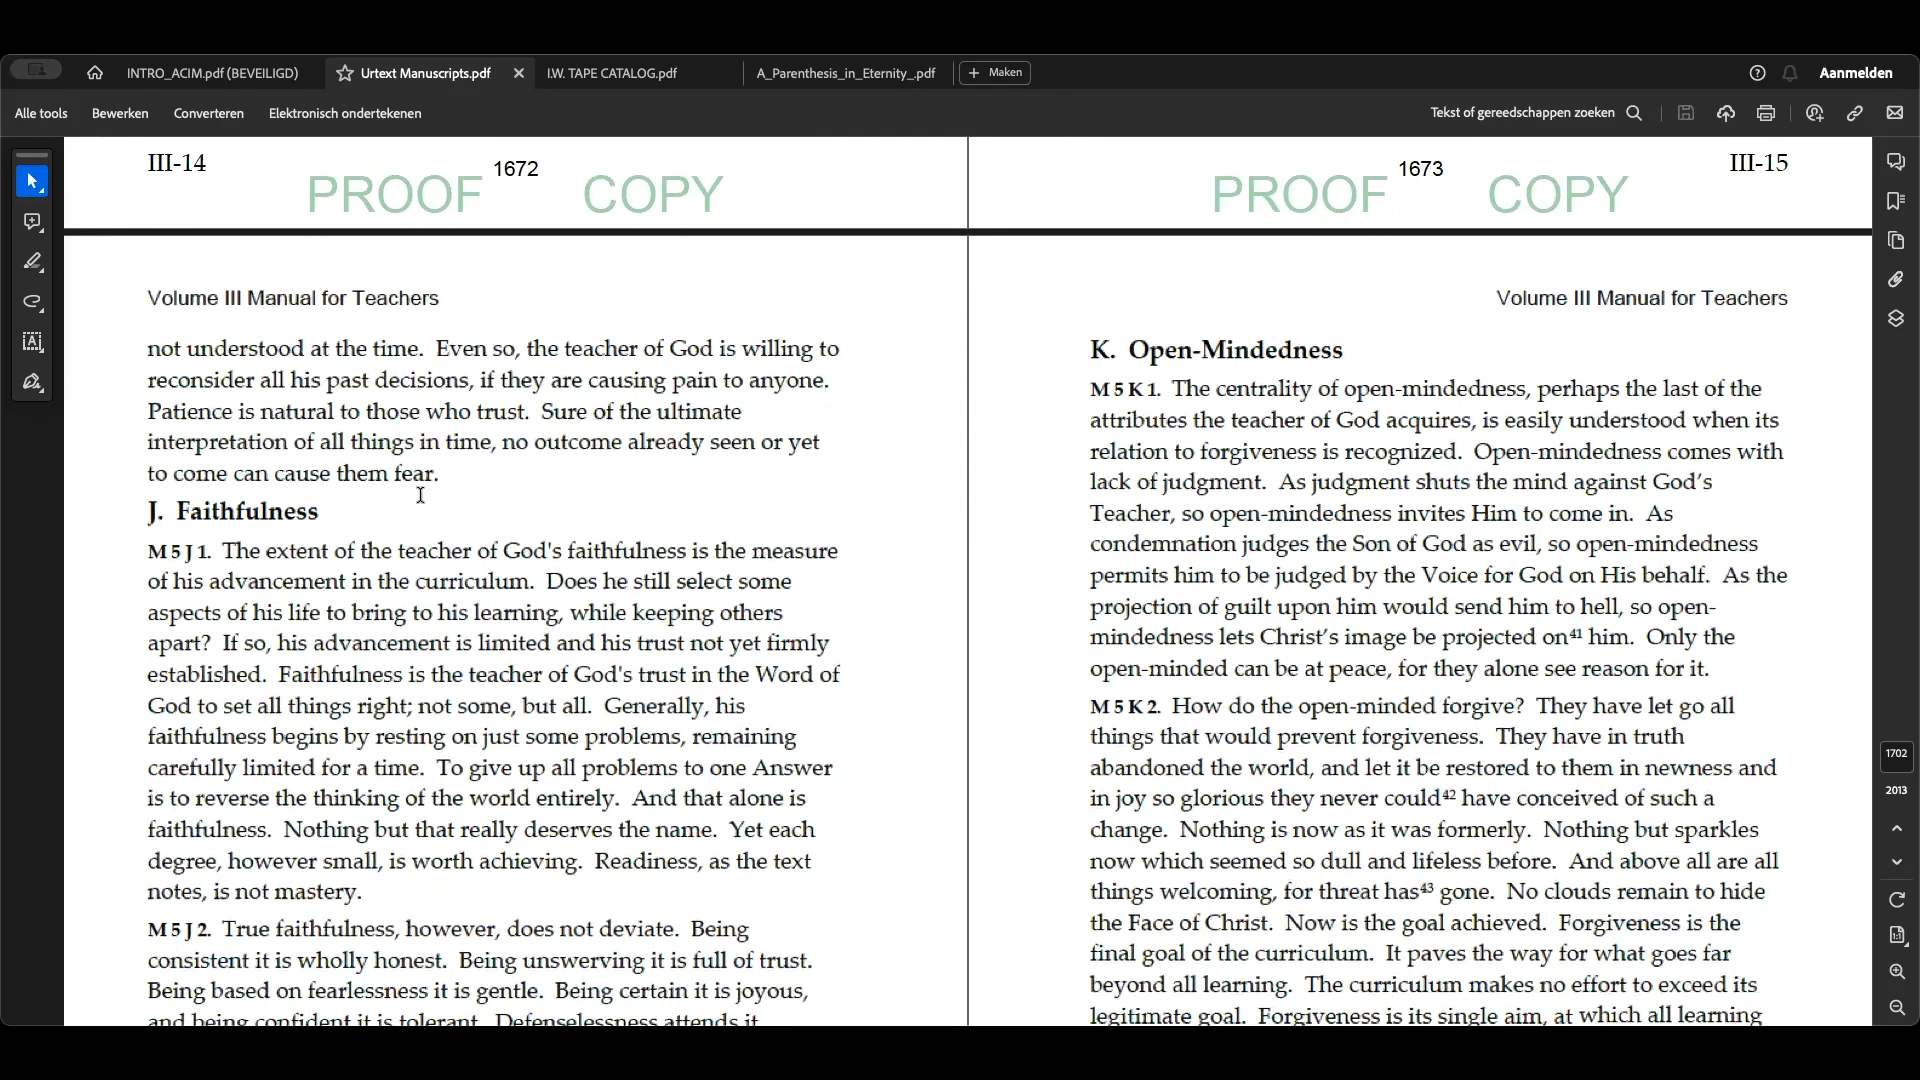 INTRO_ACIM.pdf (BEVEILIGD)
Urtext Manuscripts.pdf
I.W. TAPE CATALOG.pdf
A_Parenthesis_in_Eternity_.pdf
Maken
Aanmelden
Alle tools
Bewerken
Converteren
Elektronisch ondertekenen
Tekst of gereedschappen zoeken
III-14
1672
PROOF COPY
1673
III-15
PROOF COPY
Volume III Manual for Teachers
not understood at the time. Even so, the teacher of God is willing to
reconsider all his past decisions, if they are causing pain to anyone.
Patience is natural to those who trust. Sure of the ultimate
interpretation of all things in time, no outcome already seen or yet
to come can cause them fear.
J. Faithfulness
M 5 J 1. The extent of the teacher of God's faithfulness is the measure
of his advancement in the curriculum. Does he still select some
aspects of his life to bring to his learning, while keeping others
apart? If so, his advancement is limited and his trust not yet firmly
established. Faithfulness is the teacher of God's trust in the Word of
God to set all things right; not some, but all. Generally, his
faithfulness begins by resting on just some problems, remaining
carefully limited for a time. To give up all problems to one Answer
is to reverse the thinking of the world entirely. And that alone is
faithfulness. Nothing but that really deserves the name. Yet each
degree, however small, is worth achieving. Readiness, as the text
notes, is not mastery.
M 5 J 2. True faithfulness, however, does not deviate. Being
consistent it is wholly honest. Being unswerving it is full of trust.
Being based on fearlessness it is gentle. Being certain it is joyous,
and being confident it is tolerant. Defenselessness attends it
Volume III Manual for Teachers
K. Open-Mindedness
M 5 K 1. The centrality of open-mindedness, perhaps the last of the
attributes the teacher of God acquires, is easily understood when its
relation to forgiveness is recognized. Open-mindedness comes with
lack of judgment. As judgment shuts the mind against God’s
Teacher, so open-mindedness invites Him to come in. As
condemnation judges the Son of God as evil, so open-mindedness
permits him to be judged by the Voice for God on His behalf. As the
projection of guilt upon him would send him to hell, so open-
mindedness lets Christ’s image be projected on⁴¹ him. Only the
open-minded can be at peace, for they alone see reason for it.
M 5 K 2. How do the open-minded forgive? They have let go all
things that would prevent forgiveness. They have in truth
abandoned the world, and let it be restored to them in newness and
in joy so glorious they never could⁴² have conceived of such a
change. Nothing is now as it was formerly. Nothing but sparkles
now which seemed so dull and lifeless before. And above all are all
things welcoming, for threat has⁴³ gone. No clouds remain to hide
the Face of Christ. Now is the goal achieved. Forgiveness is the
final goal of the curriculum. It paves the way for what goes far
beyond all learning. The curriculum makes no effort to exceed its
legitimate goal. Forgiveness is its single aim, at which all learning
1702
2013